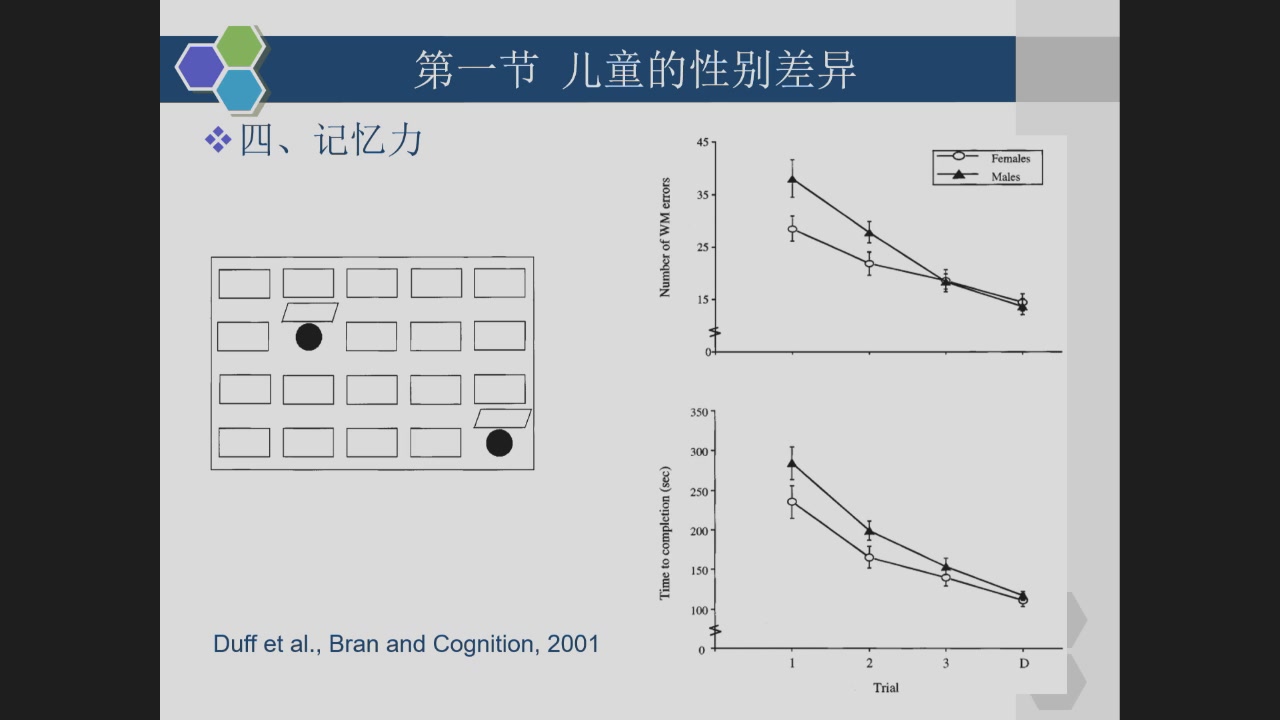 第一节 儿童的性别差异
四、记忆力
Duff et al., Bran and Cognition, 2001
Number of WM errors
45
35
25
15
0
Females
Males
Time to completion (sec)
350
300
250
200
150
100
0
1 2 3 D
Trial